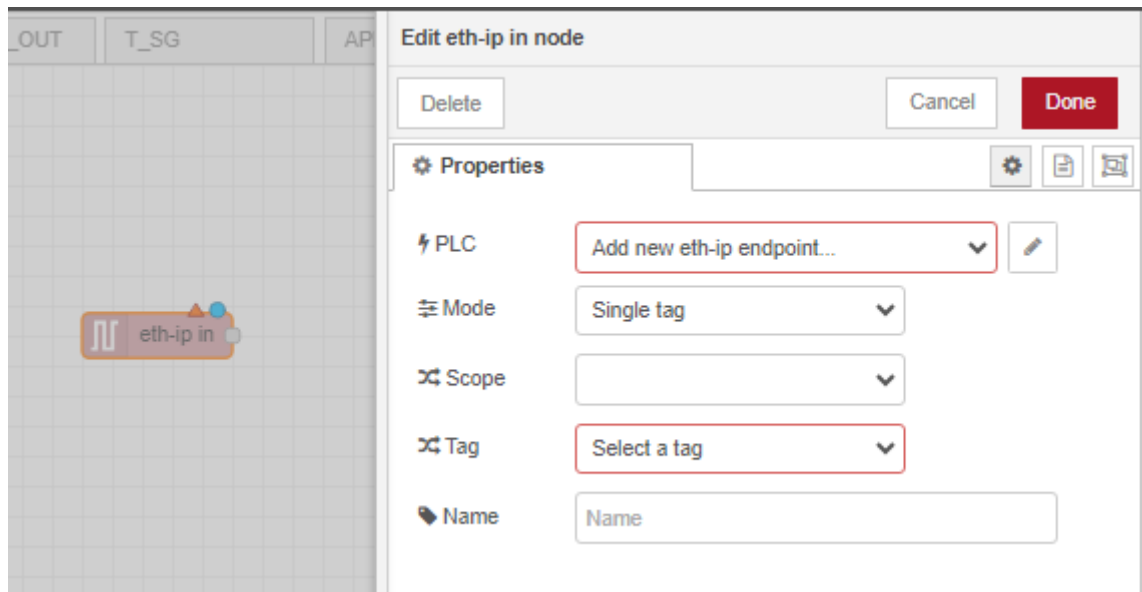 _OUT
T_SG
API
Edit eth-ip in node
Delete
Cancel
Done
Properties
PLC
Add new eth-ip endpoint...
Mode
Single tag
eth-ip in
Scope
Tag
Select a tag
Name
Name